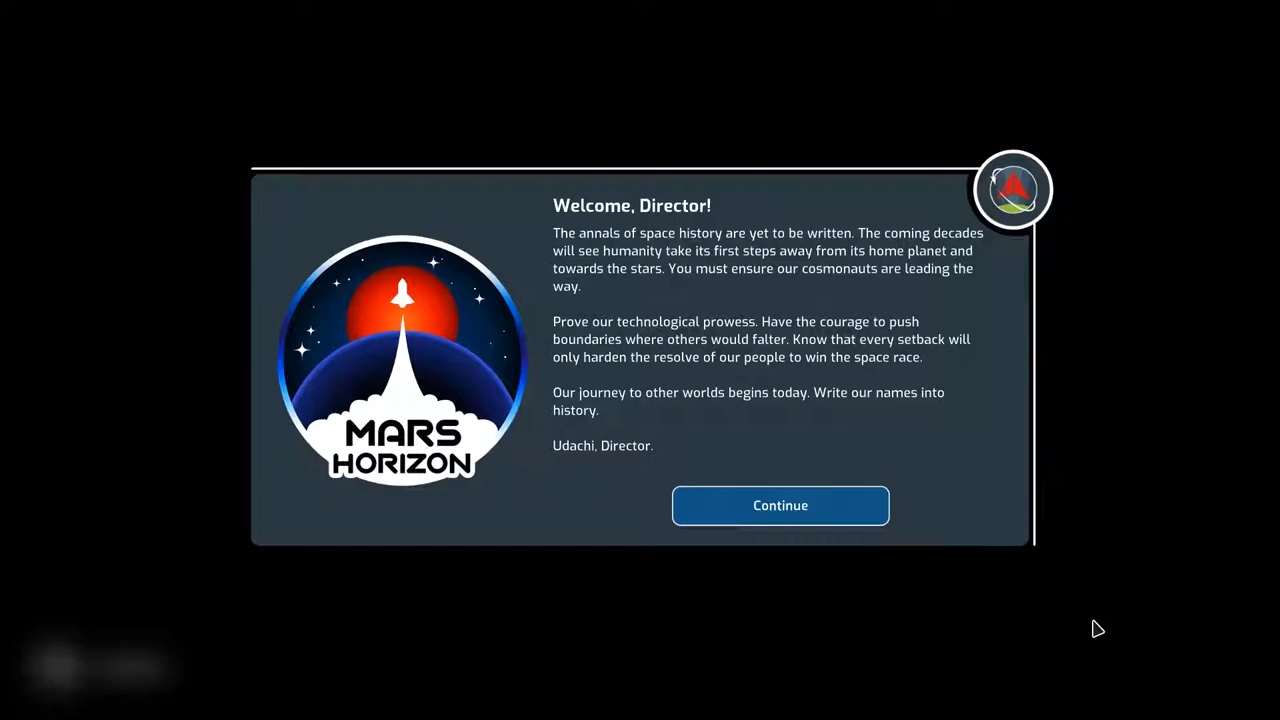 Welcome, Director!
The annals of space history are yet to be written. The coming decades
will see humanity take its first steps away from its home planet and
towards the stars. You must ensure our cosmonauts are leading the
way.
Prove our technological prowess. Have the courage to push
boundaries where others would falter. Know that every setback will
only harden the resolve of our people to win the space race.
Our journey to other worlds begins today. Write our names into
history.
Udachi, Director.
MARS
HORIZON
Continue